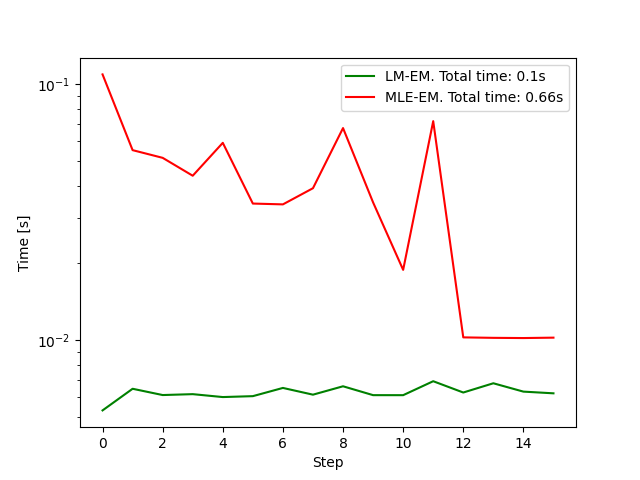 LM-EM. Total time: 0.1s
MLE-EM. Total time: 0.66s
10⁻¹
10⁻²
Time [s]
0 2 4 6 8 10 12 14
Step